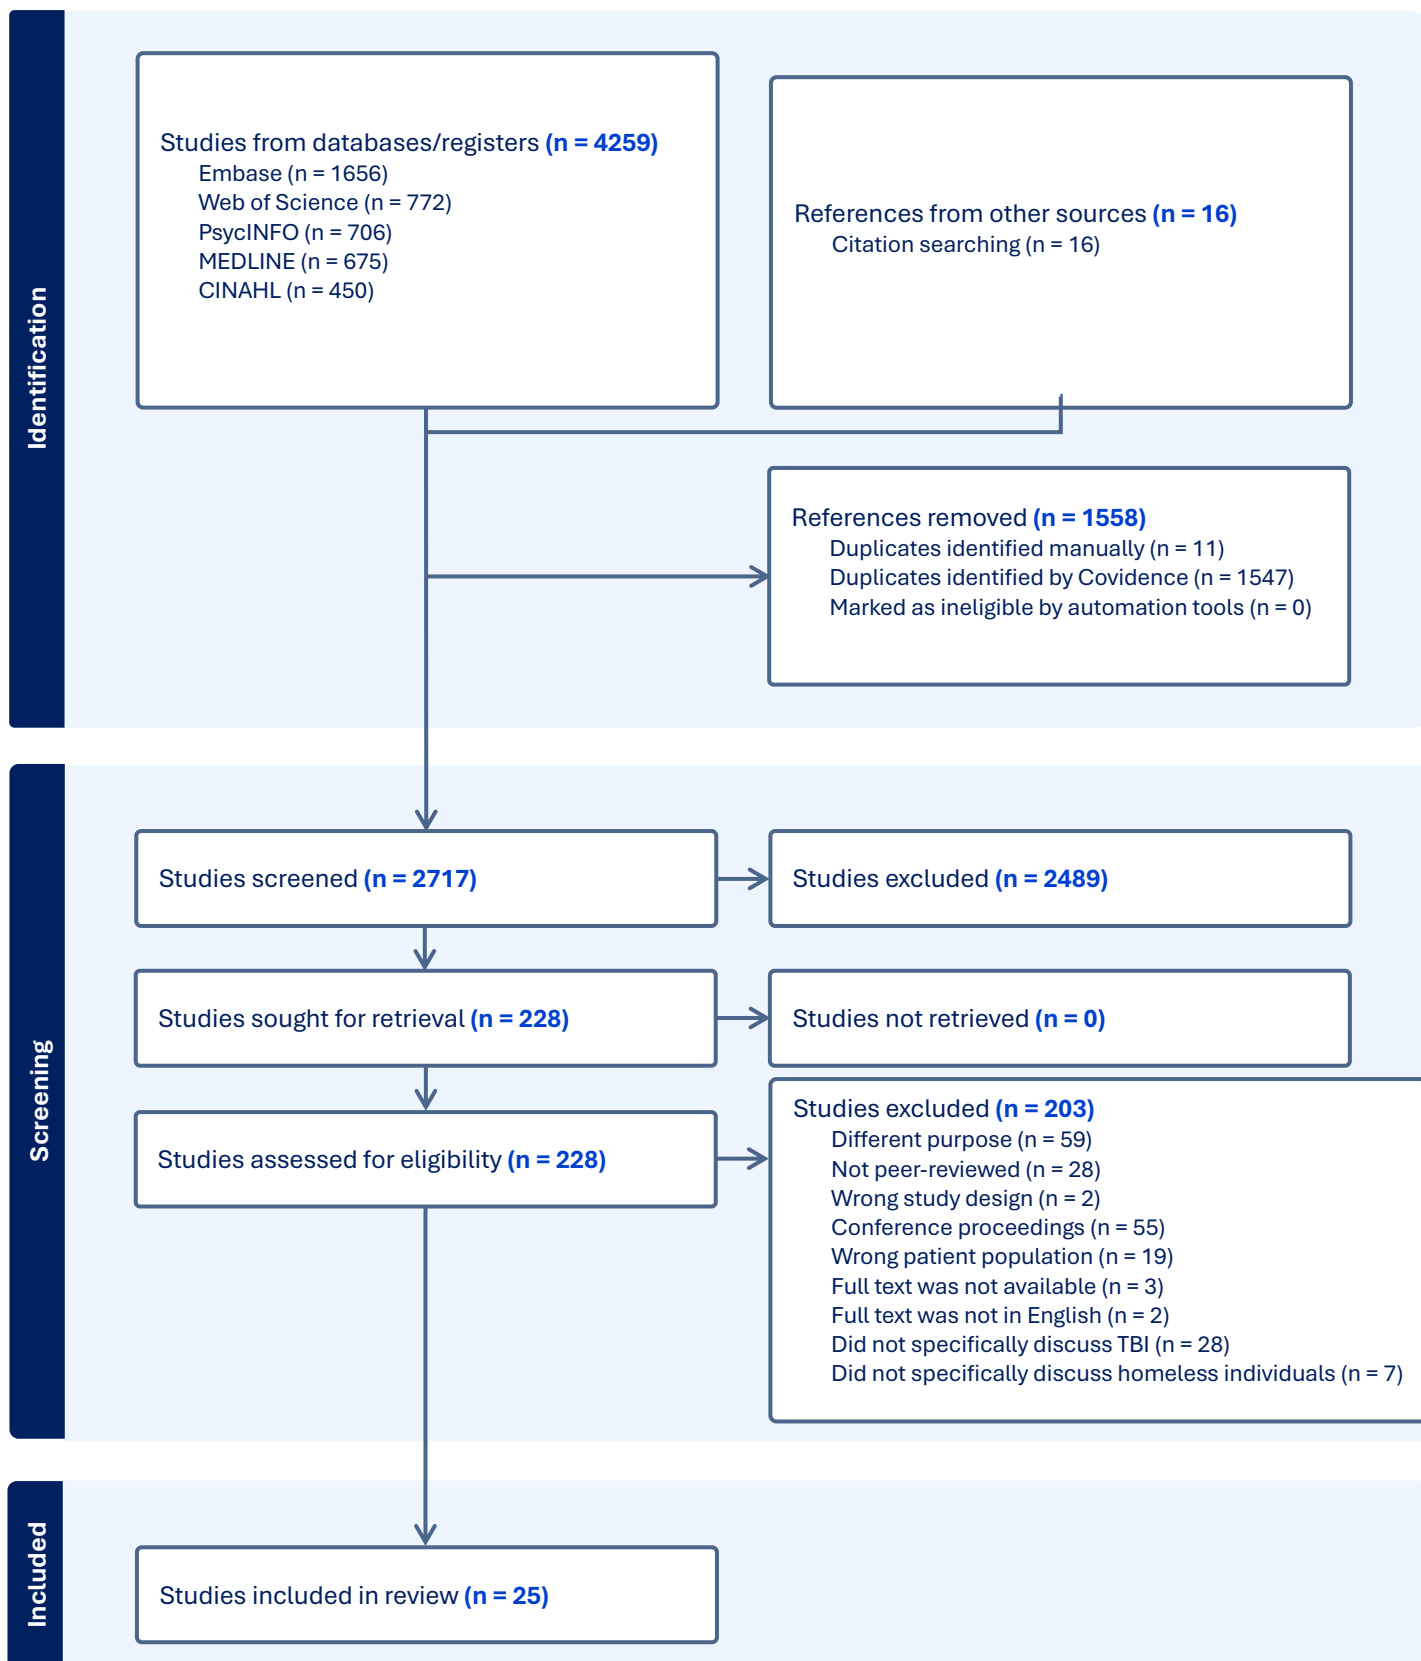 Identification
Studies from databases/registers (n = 4259)
Embase (n = 1656)
Web of Science (n = 772)
PsycINFO (n = 706)
MEDLINE (n = 675)
CINAHL (n = 450)
References from other sources (n = 16)
Citation searching (n = 16)
References removed (n = 1558)
Duplicates identified manually (n = 11)
Duplicates identified by Covidence (n = 1547)
Marked as ineligible by automation tools (n = 0)
Screening
Studies screened (n = 2717)
Studies excluded (n = 2489)
Studies sought for retrieval (n = 228)
Studies not retrieved (n = 0)
Studies assessed for eligibility (n = 228)
Studies excluded (n = 203)
Different purpose (n = 59)
Not peer-reviewed (n = 28)
Wrong study design (n = 2)
Conference proceedings (n = 55)
Wrong patient population (n = 19)
Full text was not available (n = 3)
Full text was not in English (n = 2)
Did not specifically discuss TBI (n = 28)
Did not specifically discuss homeless individuals (n = 7)
Included
Studies included in review (n = 25)